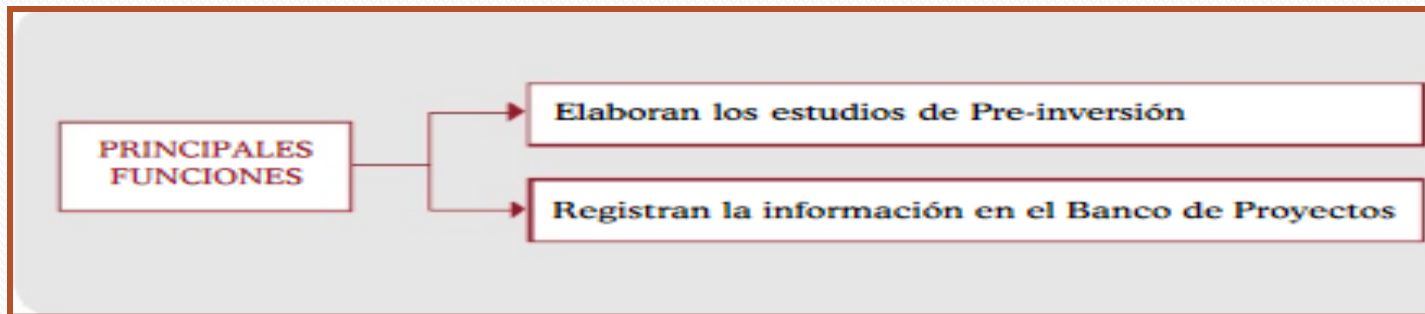 PRINCIPALES
FUNCIONES
Elaboran los estudios de Pre-inversión
Registran la información en el Banco de Proyectos